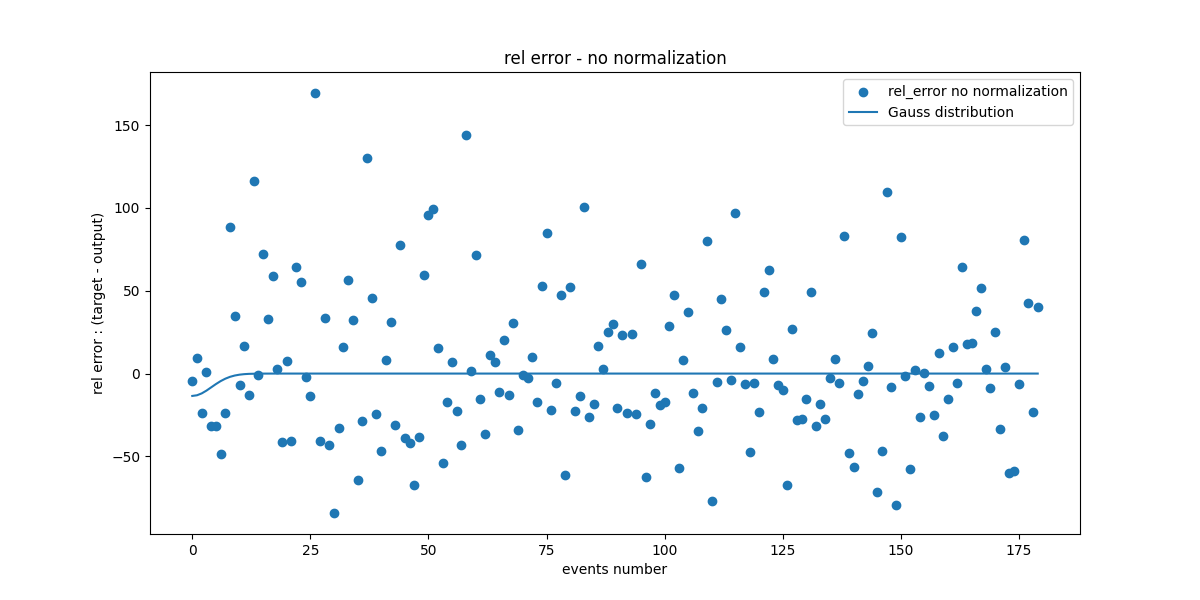 rel error - no normalization
rel_error no normalization
Gauss distribution
rel error : (target - output)
150
100
50
0
−50
0 25 50 75 100 125 150 175
events number